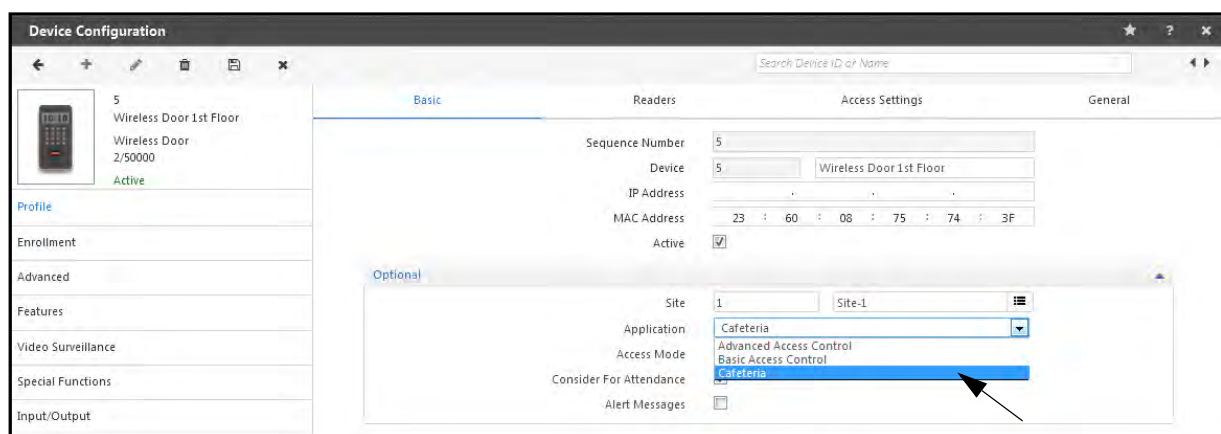 Device Configuration
★ ? ×
Search Device ID or Name
5
Wireless Door 1st Floor
Wireless Door
2/50000
Active
Profile
Enrollment
Advanced
Features
Video Surveillance
Special Functions
Input/Output
Basic Readers Access Settings General
Sequence Number 5
Device 5 Wireless Door 1st Floor
IP Address . . .
MAC Address 23 : 60 : 08 : 75 : 74 : 3F
Active
Optional
Site 1 Site-1
Application Cafeteria
Advanced Access Control
Access Mode Basic Access Control
Consider For Attendance Cafeteria
Alert Messages